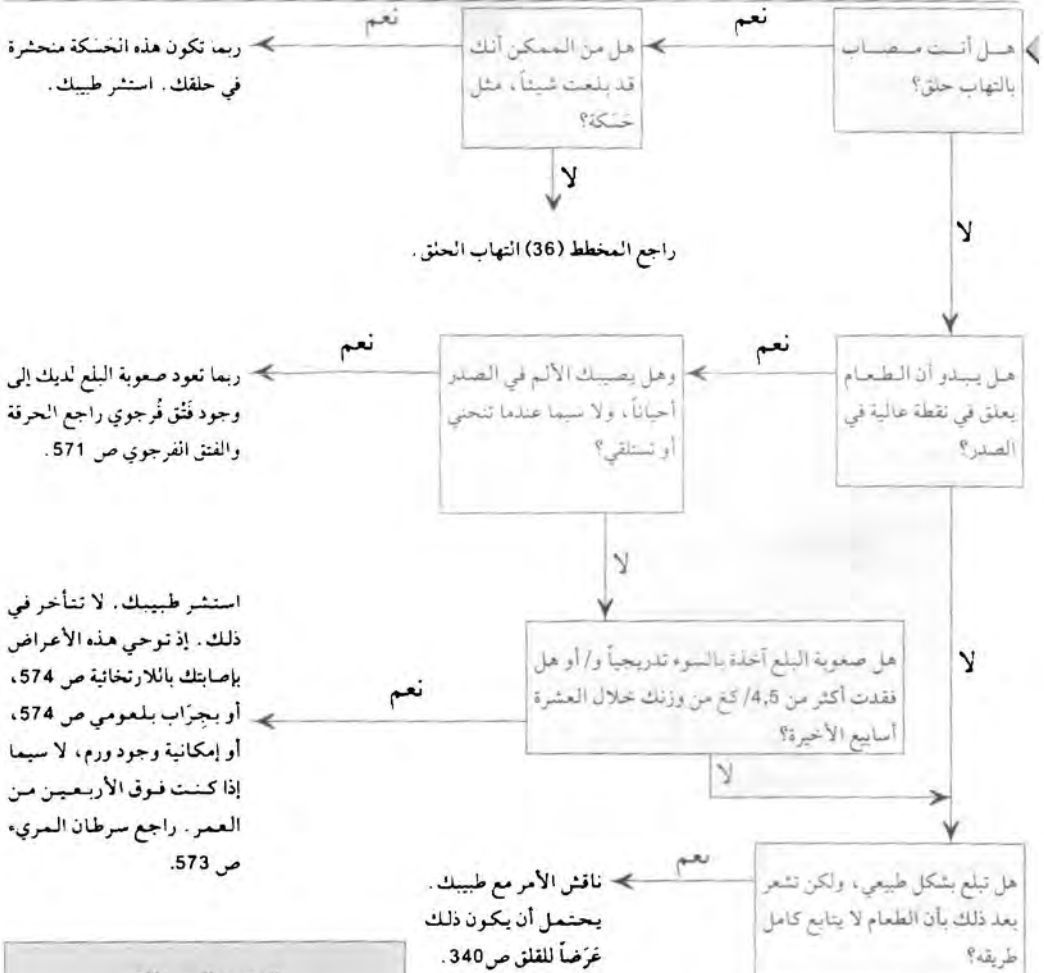 هل أنت مصاب
بالتهاب حلق؟
نعم
هل من الممكن أنك
قد بلعت شيئاً، مثل
حَسَكة؟
نعم
ربما تكون هذه الحَسَكة منحشرة
في حلقك. استشر طبيبك.
لا
راجع المخطط (36) التهاب الحلق.
لا
هل يبدو أن الطعام
يعلق في نقطة عالية في
الصدر؟
نعم
وهل يصيبك الألم في الصدر
أحياناً، ولا سيما عندما تنحني
أو تستلقي؟
نعم
ربما تعود صعوبة البلع لديك إلى
وجود فَتْق فُرجوي راجع الحرقة
والفتق الفرجوي ص 571.
لا
هل صعوبة البلع آخذة بالسوء تدريجياً و/أو هل
فقدت أكثر من 4,5/ كغ من وزنك خلال العشرة
أسابيع الأخيرة؟
نعم
استشر طبيبك. لا تتأخر في
ذلك. إذ توحي هذه الأعراض
بإصابتك باللارتخائية ص 574،
أو بجِرَاب بلعومي ص 574،
أو إمكانية وجود ورم، لا سيما
إذا كنت فوق الأربعين من
العمر. راجع سرطان المريء
ص 573.
لا
لا
هل تبلع بشكل طبيعي، ولكن تشعر
بعد ذلك بأن الطعام لا يتابع كامل
طريقه؟
نعم
ناقش الأمر مع طبيبك.
يحتمل أن يكون ذلك
عَرَضاً للقلق ص 340.